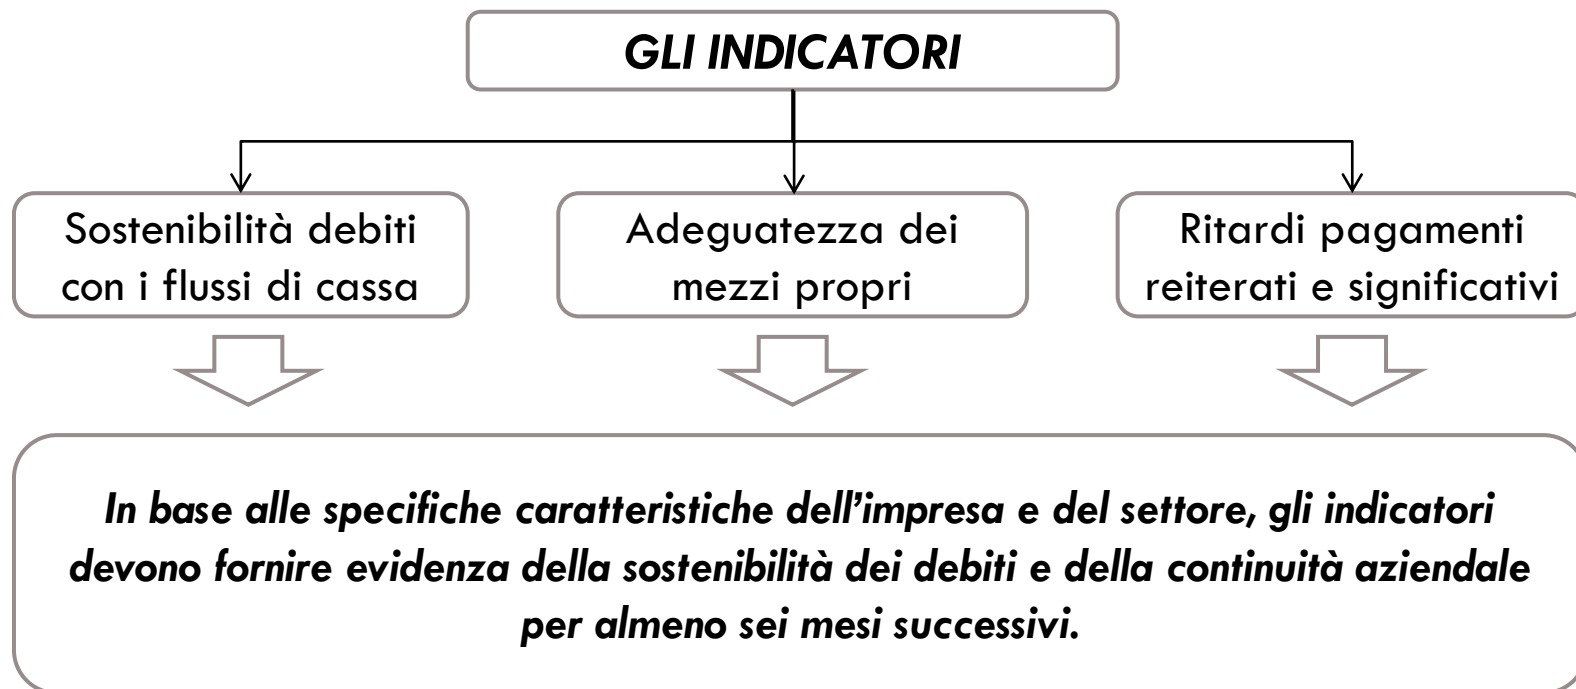 GLI INDICATORI
Sostenibilità debiti
con i flussi di cassa
Adeguatezza dei
mezzi propri
Ritardi pagamenti
reiterati e significativi
In base alle specifiche caratteristiche dell'impresa e del settore, gli indicatori
devono fornire evidenza della sostenibilità dei debiti e della continuità aziendale
per almeno sei mesi successivi.